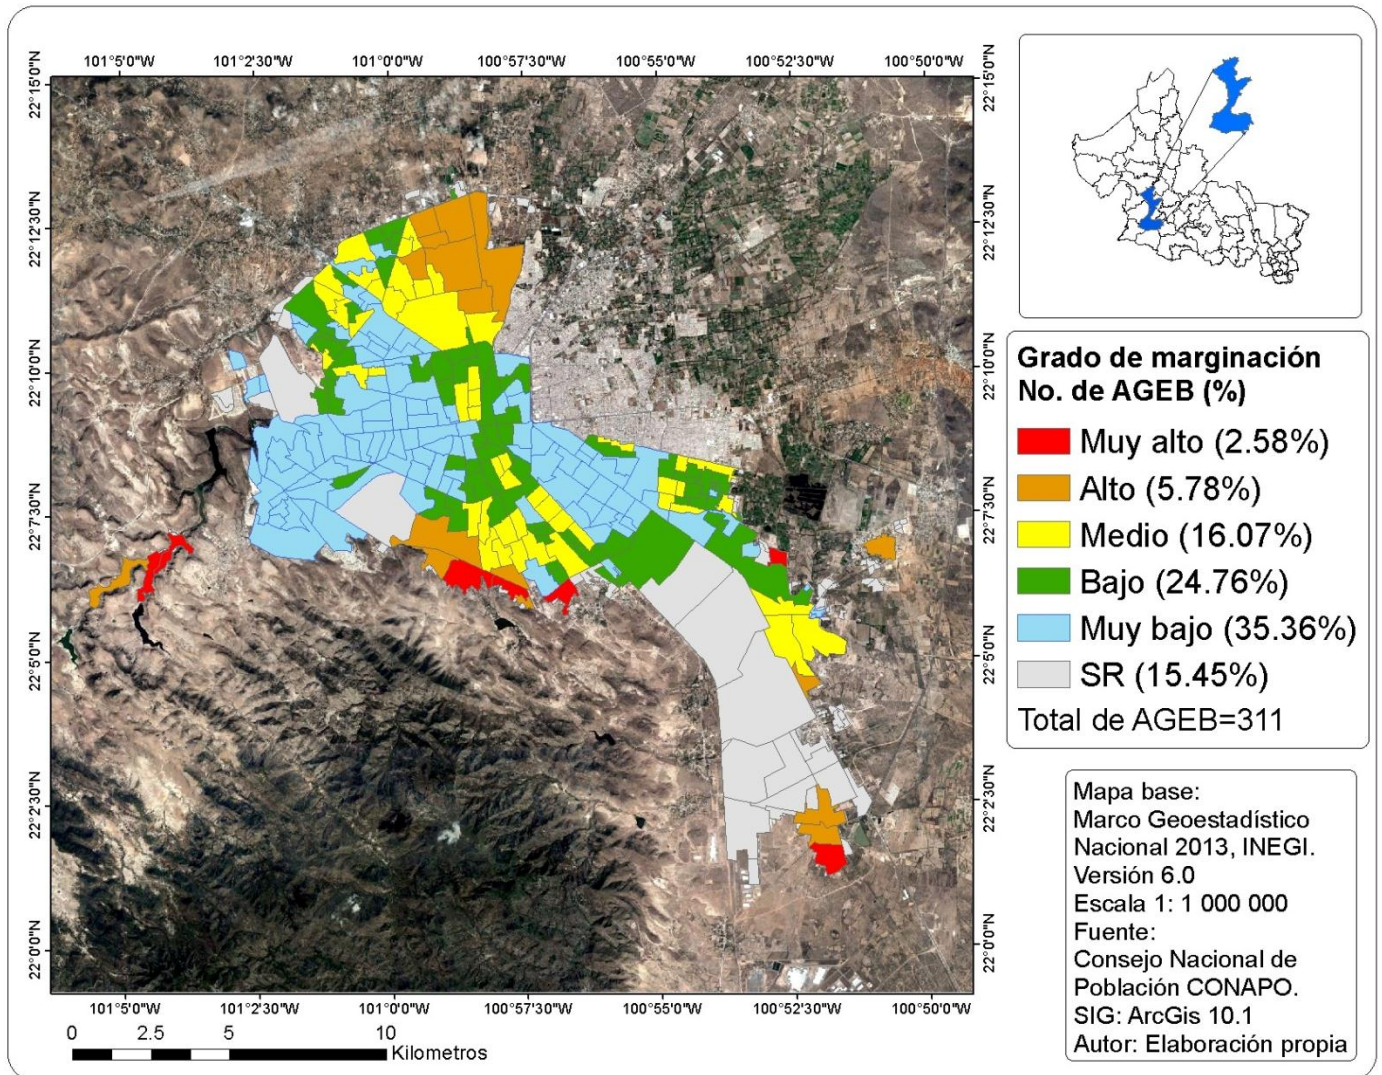 101°5'0"W 101°2'30"W 101°0'0"W 100°57'30"W 100°55'0"W 100°52'30"W 100°50'0"W
22°15'0"N 22°15'0"N
22°12'30"N 22°12'30"N
22°10'0"N 22°10'0"N
22°7'30"N 22°7'30"N
22°5'0"N 22°5'0"N
22°2'30"N 22°2'30"N
22°0'0"N 22°0'0"N
101°5'0"W 101°2'30"W 101°0'0"W 100°57'30"W 100°55'0"W 100°52'30"W 100°50'0"W
0 2.5 5 10
Kilometros
Grado de marginación
No. de AGEB (%)
Muy alto (2.58%)
Alto (5.78%)
Medio (16.07%)
Bajo (24.76%)
Muy bajo (35.36%)
SR (15.45%)
Total de AGEB=311
Mapa base:
Marco Geoestadístico
Nacional 2013, INEGI.
Versión 6.0
Escala 1: 1 000 000
Fuente:
Consejo Nacional de
Población CONAPO.
SIG: ArcGis 10.1
Autor: Elaboración propia